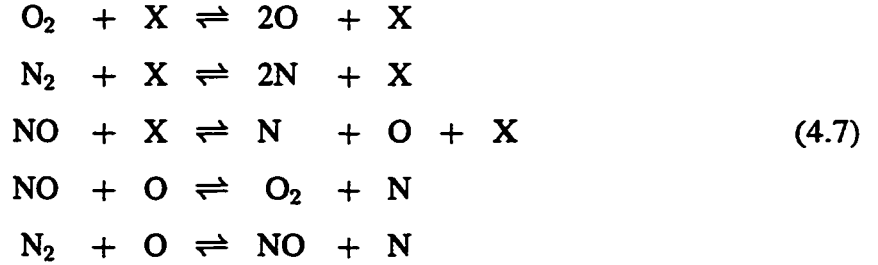 O₂ + X ⇌ 2O + X
N₂ + X ⇌ 2N + X
NO + X ⇌ N + O + X (4.7)
NO + O ⇌ O₂ + N
N₂ + O ⇌ NO + N